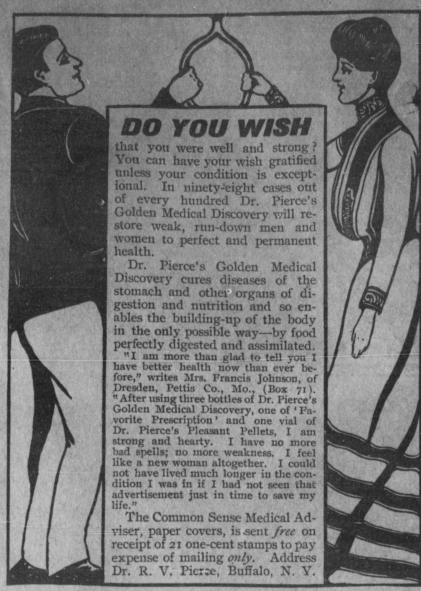 DO YOU WISH
that you were well and strong?
You can have your wish gratified
unless your condition is except-
ional. In ninety-eight cases out
of every hundred Dr. Pierce's
Golden Medical Discovery will re-
store weak, run-down men and
women to perfect and permanent
health.
Dr. Pierce's Golden Medical
Discovery cures diseases of the
stomach and other organs of di-
gestion and nutrition and so en-
ables the building-up of the body
in the only possible way—by food
perfectly digested and assimilated.
"I am more than glad to tell you I
have better health now than ever be-
fore," writes Mrs. Francis Johnson, of
Dresden, Pettis Co., Mo., (Box 71).
"After using three bottles of Dr. Pierce's
Golden Medical Discovery, one of 'Fa-
vorite Prescription' and one vial of
Dr. Pierce's Pleasant Pellets, I am
strong and hearty. I have no more
bad spells; no more weakness. I feel
like a new woman altogether. I could
not have lived much longer in the con-
dition I was in if I had not seen that
advertisement just in time to save my
life."
The Common Sense Medical Ad-
viser, paper covers, is sent free on
receipt of 21 one-cent stamps to pay
expense of mailing only. Address
Dr. R. V. Pierce, Buffalo, N. Y.